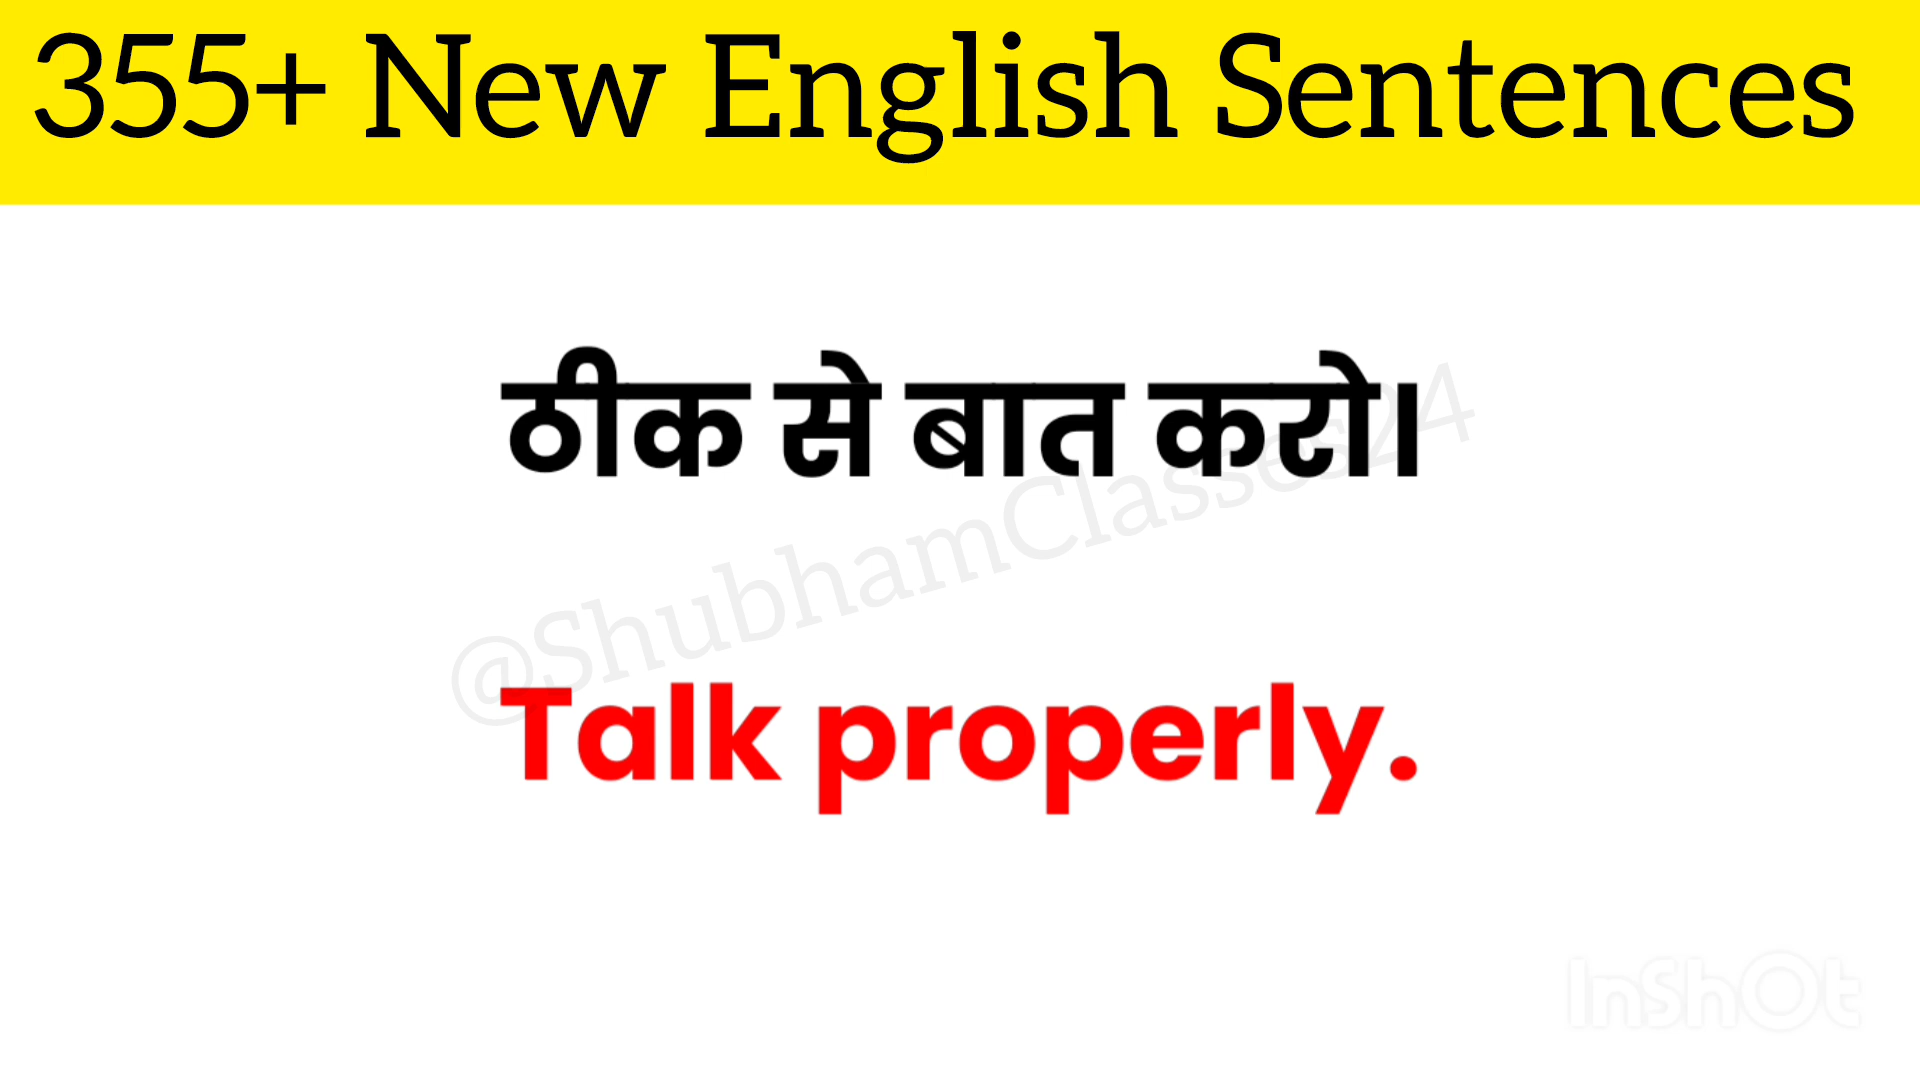 355+ New English Sentences
ठीक से बात करो।
@ShubhamClasses24
Talk properly.
InShOt